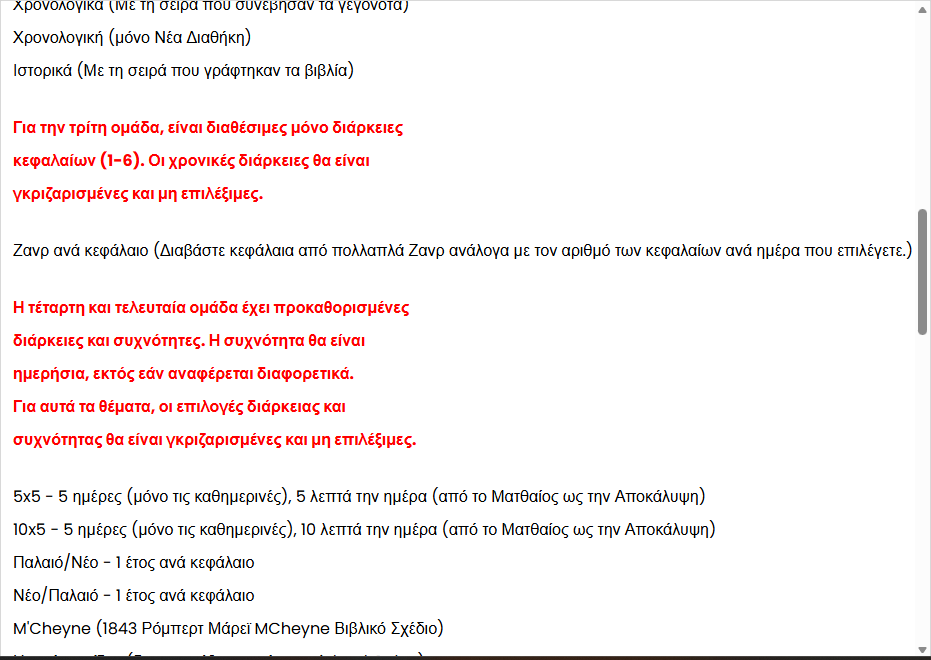 Χρονολογικά (Με τη σειρά που συνέβησαν τα γεγονότα)
Χρονολογική (μόνο Νέα Διαθήκη)
Ιστορικά (Με τη σειρά που γράφτηκαν τα βιβλία)
Για την τρίτη ομάδα, είναι διαθέσιμες μόνο διάρκειες
κεφαλαίων (1-6). Οι χρονικές διάρκειες θα είναι
γκριζαρισμένες και μη επιλέξιμες.
Ζανρ ανά κεφάλαιο (Διαβάστε κεφάλαια από πολλαπλά Ζανρ ανάλογα με τον αριθμό των κεφαλαίων ανά ημέρα που επιλέγετε.)
Η τέταρτη και τελευταία ομάδα έχει προκαθορισμένες
διάρκειες και συχνότητες. Η συχνότητα θα είναι
ημερήσια, εκτός εάν αναφέρεται διαφορετικά.
Για αυτά τα θέματα, οι επιλογές διάρκειας και
συχνότητας θα είναι γκριζαρισμένες και μη επιλέξιμες.
5x5 - 5 ημέρες (μόνο τις καθημερινές), 5 λεπτά την ημέρα (από το Ματθαίος ως την Αποκάλυψη)
10x5 - 5 ημέρες (μόνο τις καθημερινές), 10 λεπτά την ημέρα (από το Ματθαίος ως την Αποκάλυψη)
Παλαιό/Νέο - 1 έτος ανά κεφάλαιο
Νέο/Παλαιό - 1 έτος ανά κεφάλαιο
M'Cheyne (1843 Ρόμπερτ Μάρεϊ MCheyne Βιβλικό Σχέδιο)